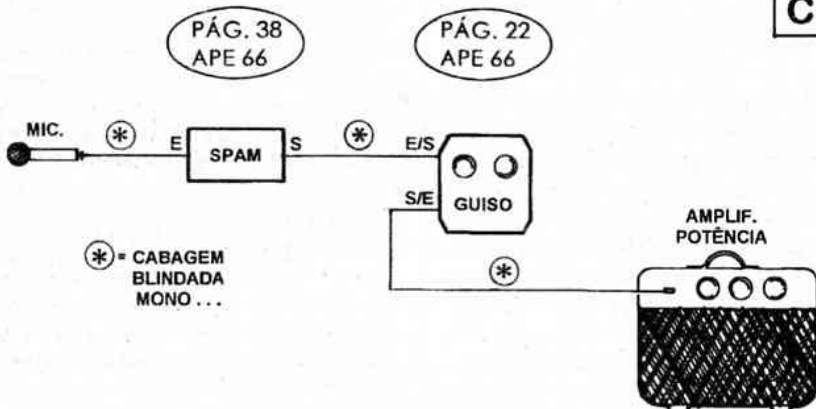 PÁG. 38
APE 66
PÁG. 22
APE 66
C
MIC.
*
E
SPAM
S
*
E/S
S/E
GUISO
* = CABAGEM
BLINDADA
MONO...
*
AMPLIF.
POTÊNCIA